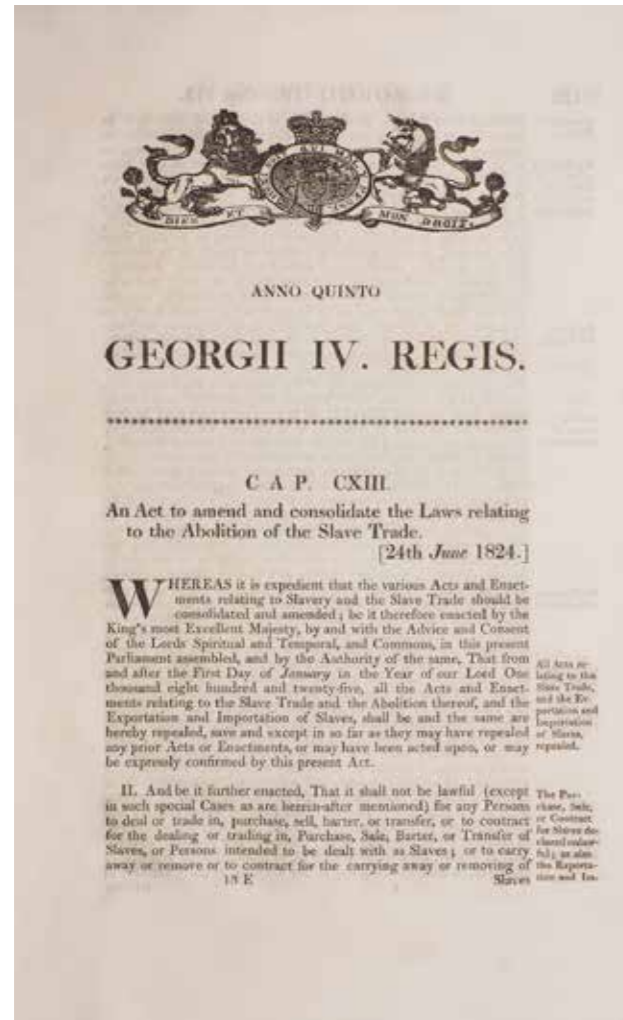 DIEU ET
MON DROIT.
ANNO QUINTO
GEORGII IV. REGIS.
CAP. CXIII.
An Act to amend and consolidate the Laws relating
to the Abolition of the Slave Trade.
[24th June 1824.]
WHEREAS it is expedient that the various Acts and Enact-
ments relating to Slavery and the Slave Trade should be
consolidated and amended; be it therefore enacted by the
King's most Excellent Majesty, by and with the Advice and Consent
of the Lords Spiritual and Temporal, and Commons, in this present
Parliament assembled, and by the Authority of the same, That from
and after the First Day of January in the Year of our Lord One
thousand eight hundred and twenty-five, all the Acts and Enact-
ments relating to the Slave Trade and the Abolition thereof, and the
Exportation and Importation of Slaves, shall be and the same are
hereby repealed, save and except in so far as they may have repealed
any prior Acts or Enactments, or may have been acted upon, or may
be expressly confirmed by this present Act.
All Acts re-
lating to the
Slave Trade,
and the Ex-
portation and
Importation
of Slaves,
repealed.
II. And be it further enacted, That it shall not be lawful (except
in such special Cases as are herein-after mentioned) for any Persons
to deal or trade in, purchase, sell, barter, or transfer, or to contract
for the dealing or trading in, Purchase, Sale, Barter, or Transfer of
Slaves, or Persons intended to be dealt with as Slaves; or to carry
away or remove or to contract for the carrying away or removing of
13 E
Slaves
The Pur-
chase, Sale,
or Contract
for Slaves de-
clared unlaw-
ful; as also
the Exporta-
tion and Im-